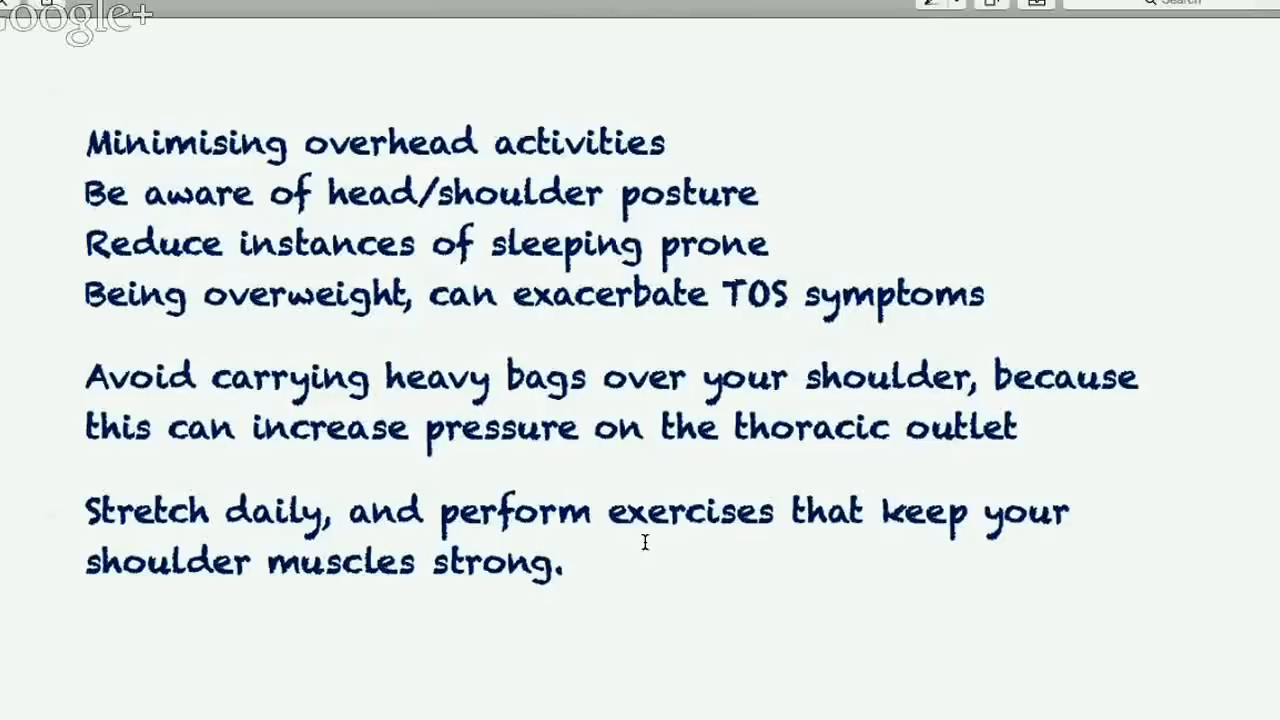 Google+
Search
Minimising overhead activities
Be aware of head/shoulder posture
Reduce instances of sleeping prone
Being overweight, can exacerbate TOS symptoms
Avoid carrying heavy bags over your shoulder, because
this can increase pressure on the thoracic outlet
Stretch daily, and perform exercises that keep your
shoulder muscles strong.